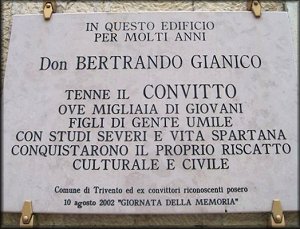 IN QUESTO EDIFICIO
PER MOLTI ANNI
Don BERTRANDO GIANICO
TENNE IL CONVITTO
OVE MIGLIAIA DI GIOVANI
FIGLI DI GENTE UMILE
CON STUDI SEVERI E VITA SPARTANA
CONQUISTARONO IL PROPRIO RISCATTO
CULTURALE E CIVILE
Comune di Trivento ed ex convittori riconoscenti posero
10 agosto 2002 "GIORNATA DELLA MEMORIA"